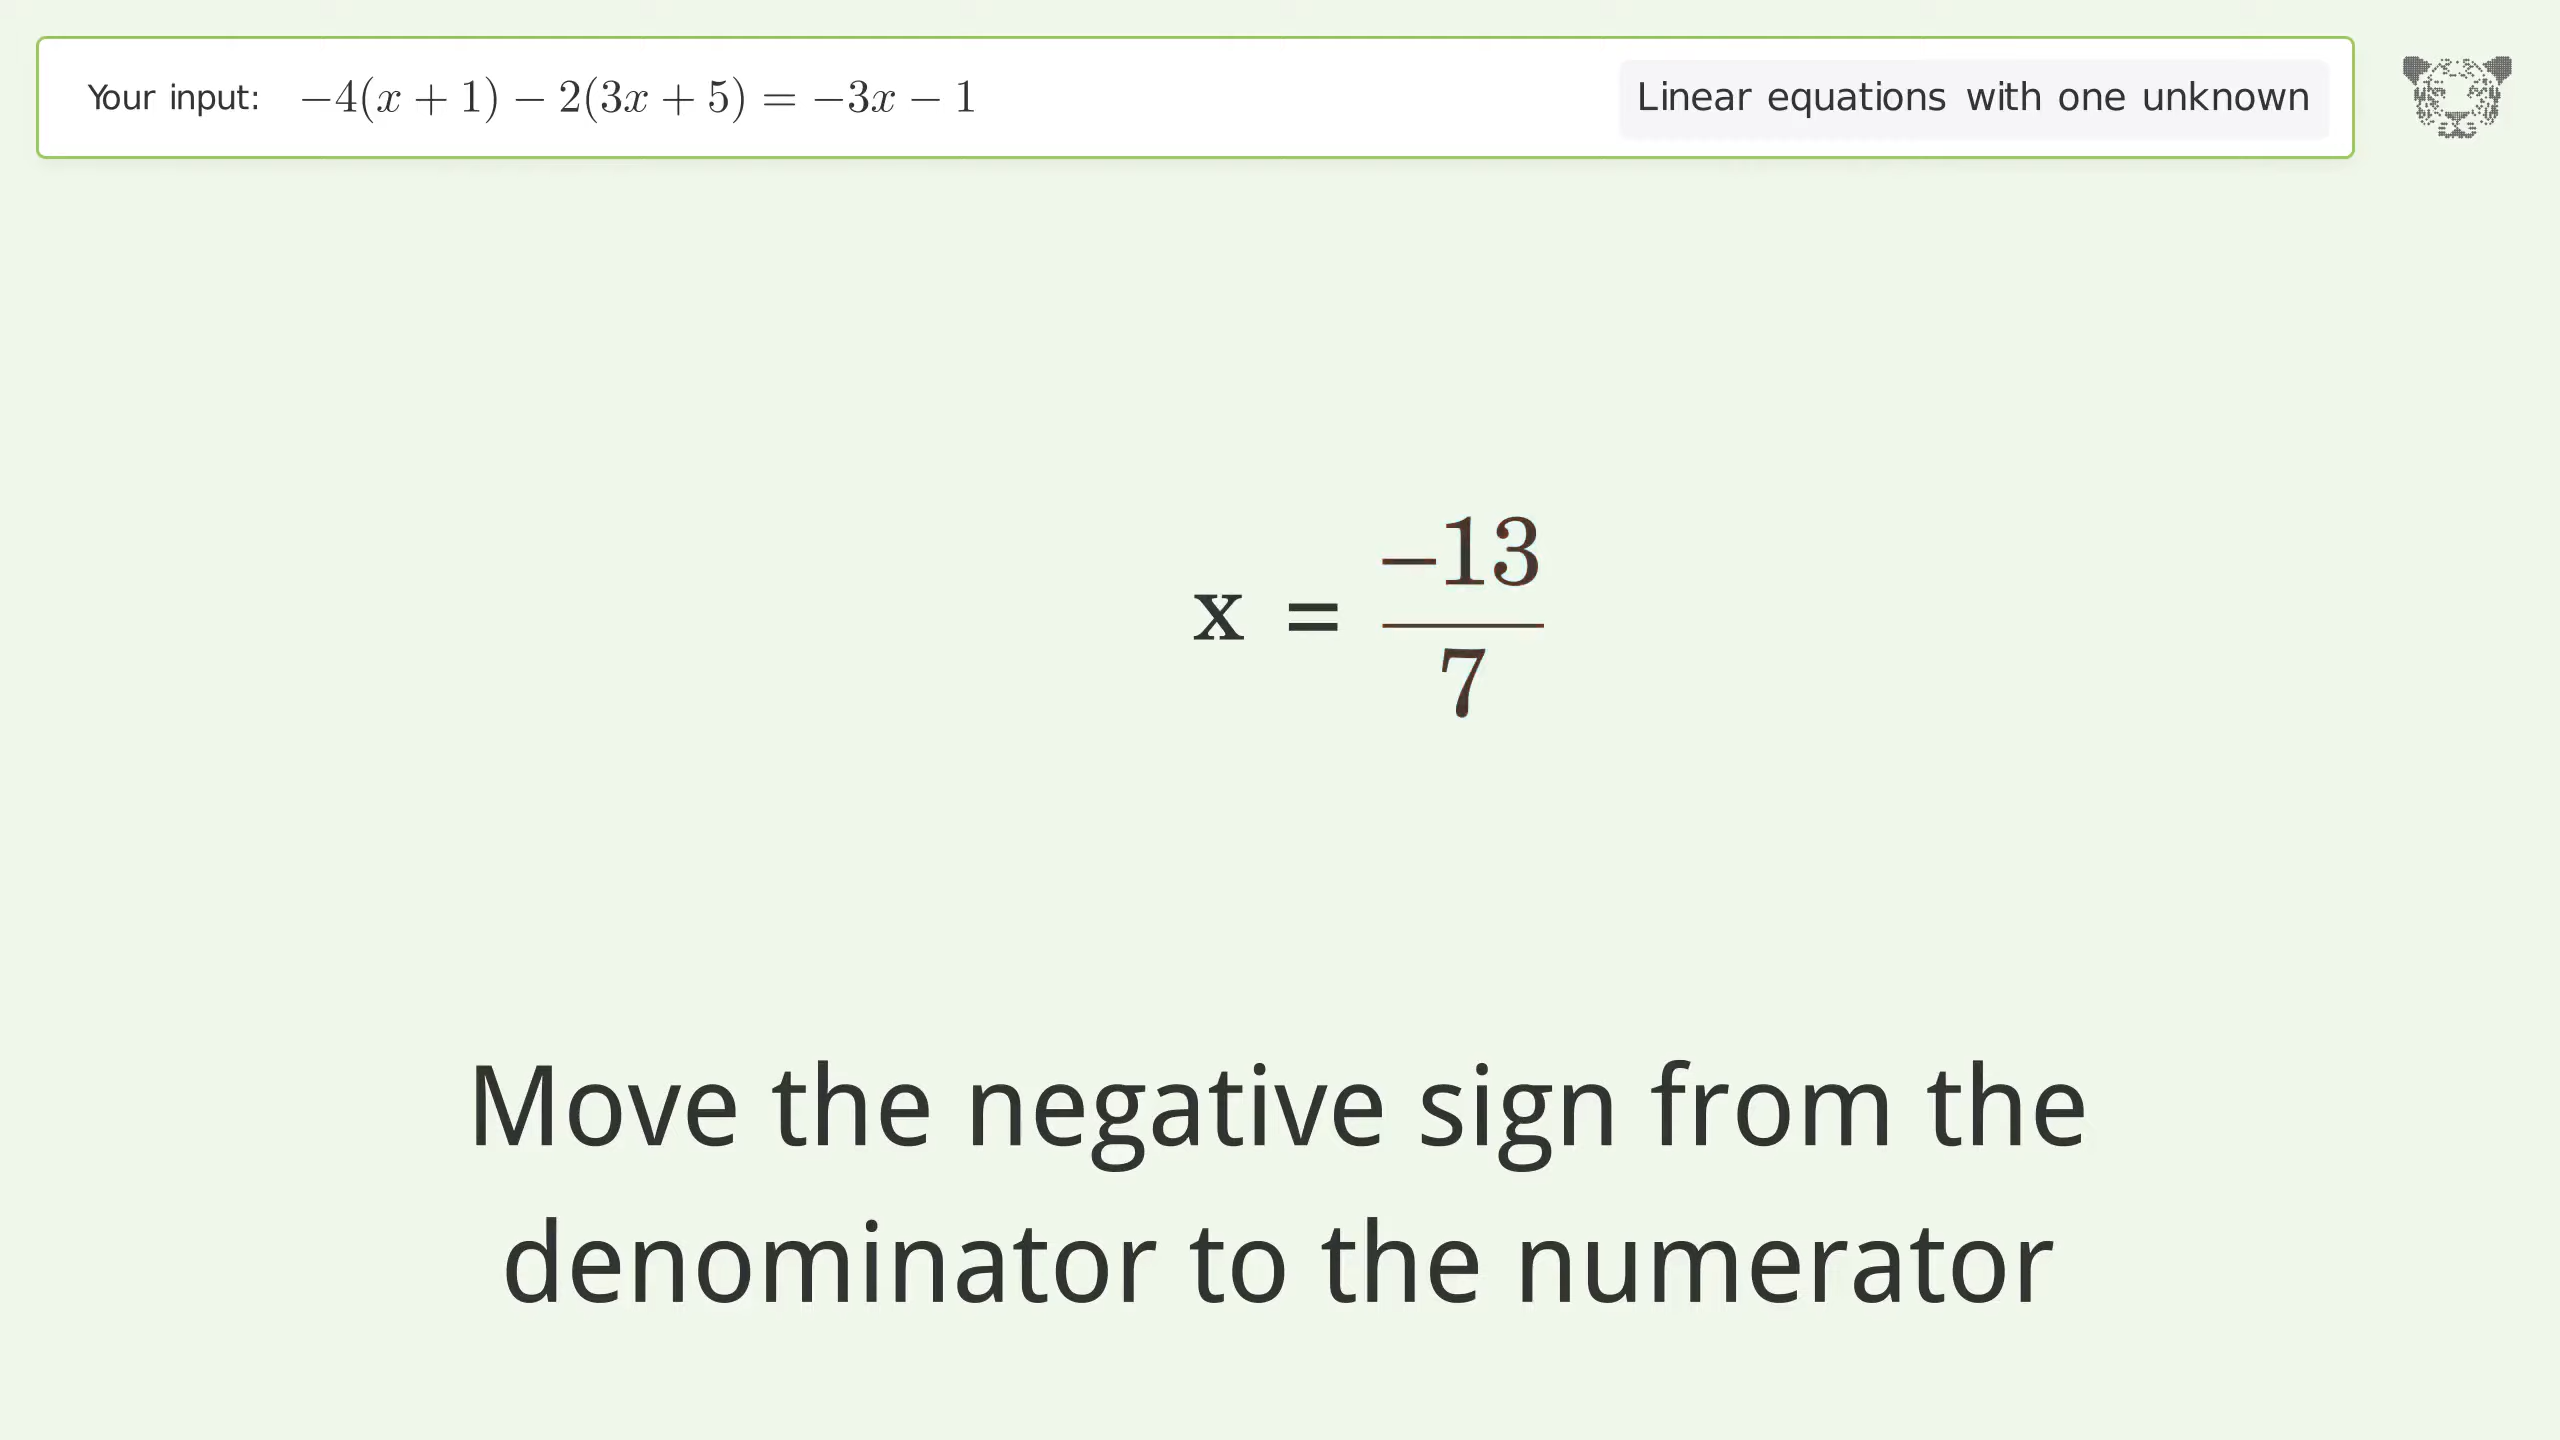 Your input: −4(x + 1) − 2(3x + 5) = −3x − 1
Linear equations with one unknown
x = −13/7
Move the negative sign from the
denominator to the numerator